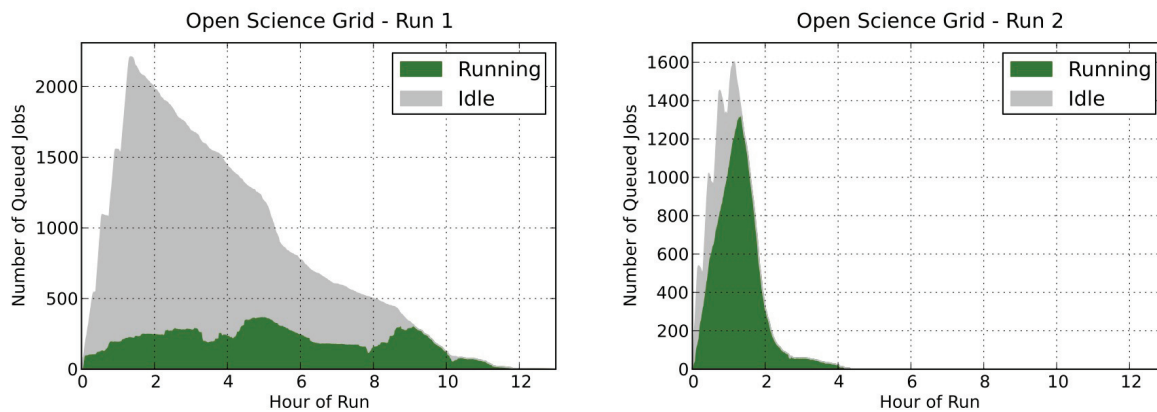 Open Science Grid - Run 1
Number of Queued Jobs
2000
1500
1000
500
0
Running
Idle
0 2 4 6 8 10 12
Hour of Run
Open Science Grid - Run 2
Number of Queued Jobs
1600
1400
1200
1000
800
600
400
200
0
Running
Idle
0 2 4 6 8 10 12
Hour of Run